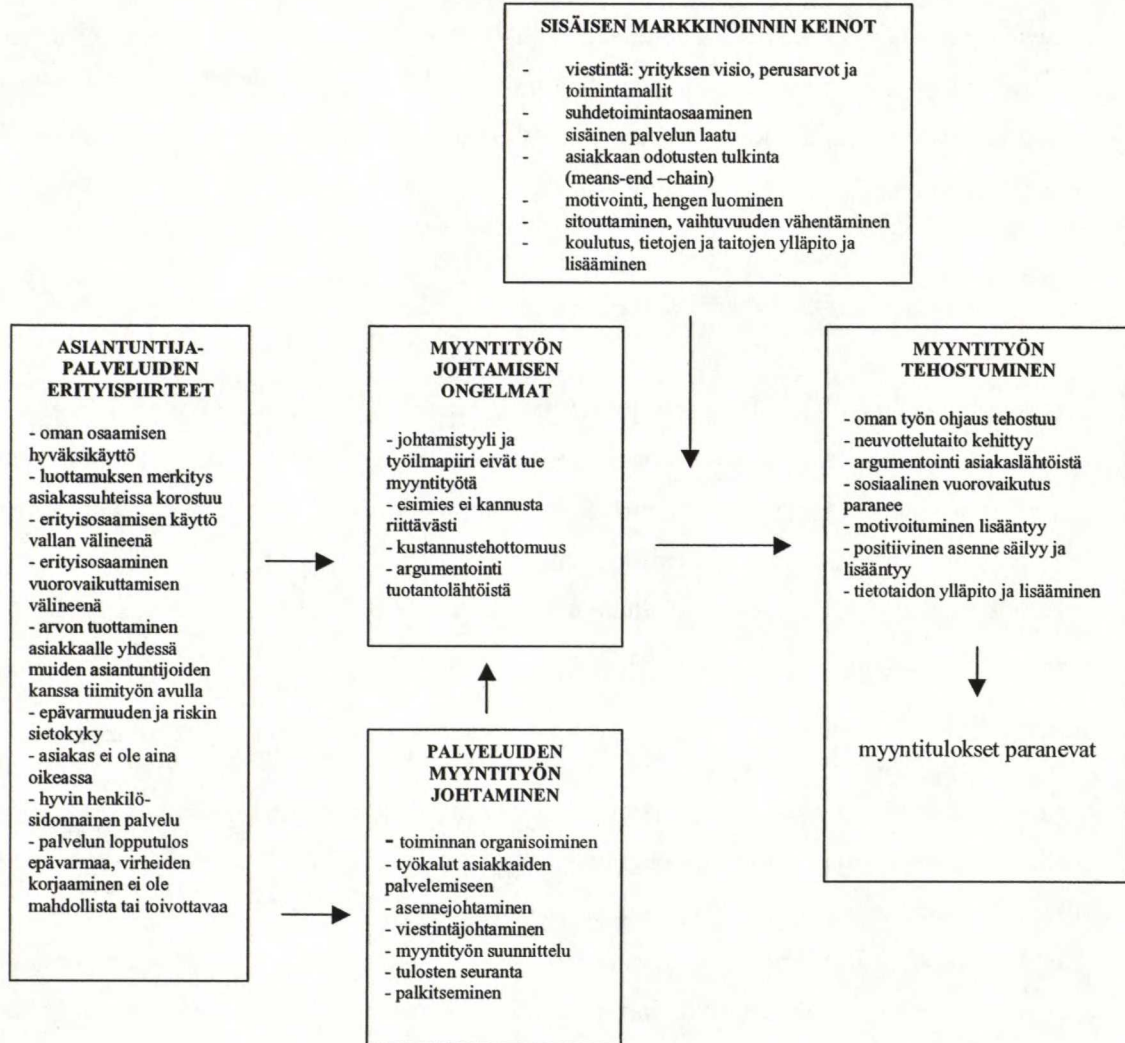 SISÄISEN MARKKINOINNIN KEINOT
- viestintä: yrityksen visio, perusarvot ja
toimintamallit
- suhdetoimintaosaaminen
- sisäinen palvelun laatu
- asiakkaan odotusten tulkinta
(means-end –chain)
- motivointi, hengen luominen
- sitouttaminen, vaihtuvuuden vähentäminen
- koulutus, tietojen ja taitojen ylläpito ja
lisääminen
ASIANTUNTIJA-
PALVELUIDEN
ERITYISPIIRTEET
- oman osaamisen
hyväksikäyttö
- luottamuksen merkitys
asiakassuhteissa korostuu
- erityisosaamisen käyttö
vallan välineenä
- erityisosaaminen
vuorovaikuttamisen
välineenä
- arvon tuottaminen
asiakkaalle yhdessä
muiden asiantuntijoiden
kanssa tiimityön avulla
- epävarmuuden ja riskin
sietokyky
- asiakas ei ole aina
oikeassa
- hyvin henkilö-
sidonnainen palvelu
- palvelun lopputulos
epävarmaa, virheiden
korjaaminen ei ole
mahdollista tai toivottavaa
MYYNTITYÖN
JOHTAMISEN
ONGELMAT
- johtamistyyli ja
työilmapiiri eivät tue
myyntityötä
- esimies ei kannusta
riittävästi
- kustannustehottomuus
- argumentointi
tuotantolähtöistä
PALVELUIDEN
MYYNTITYÖN
JOHTAMINEN
- toiminnan organisoiminen
- työkalut asiakkaiden
palvelemiseen
- asennejohtaminen
- viestintäjohtaminen
- myyntityön suunnittelu
- tulosten seuranta
- palkitseminen
MYYNTITYÖN
TEHOSTUMINEN
- oman työn ohjaus tehostuu
- neuvottelutaito kehittyy
- argumentointi asiakaslähtöistä
- sosiaalinen vuorovaikutus
paranee
- motivoituminen lisääntyy
- positiivinen asenne säilyy ja
lisääntyy
- tietotaidon ylläpito ja lisääminen
myyntitulokset paranevat